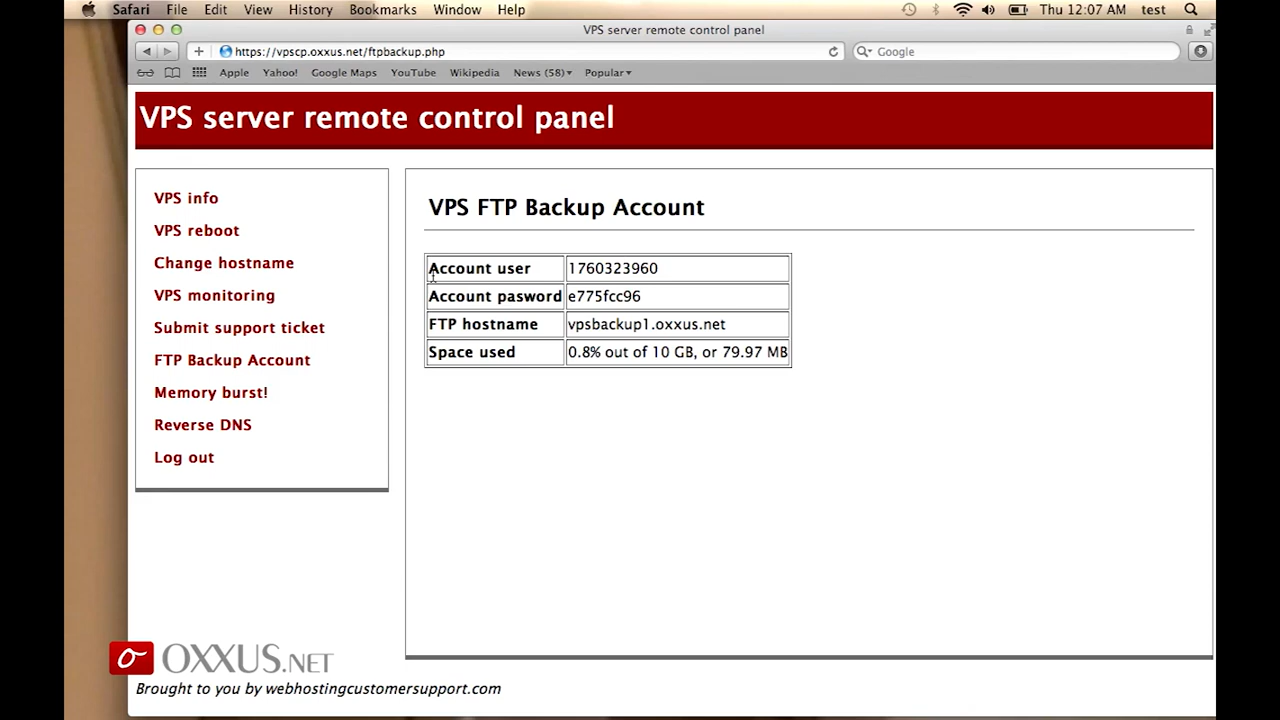 Safari File Edit View History Bookmarks Window Help Thu 12:07 AM test
VPS server remote control panel
https://vpscp.oxxus.net/ftpbackup.php Google
Apple Yahoo! Google Maps YouTube Wikipedia News (58) Popular
VPS server remote control panel
VPS info
VPS reboot
Change hostname
VPS monitoring
Submit support ticket
FTP Backup Account
Memory burst!
Reverse DNS
Log out
VPS FTP Backup Account
Account user 1760323960
Account pasword e775fcc96
FTP hostname vpsbackup1.oxxus.net
Space used 0.8% out of 10 GB, or 79.97 MB
OXXUS.NET
Brought to you by webhostingcustomersupport.com